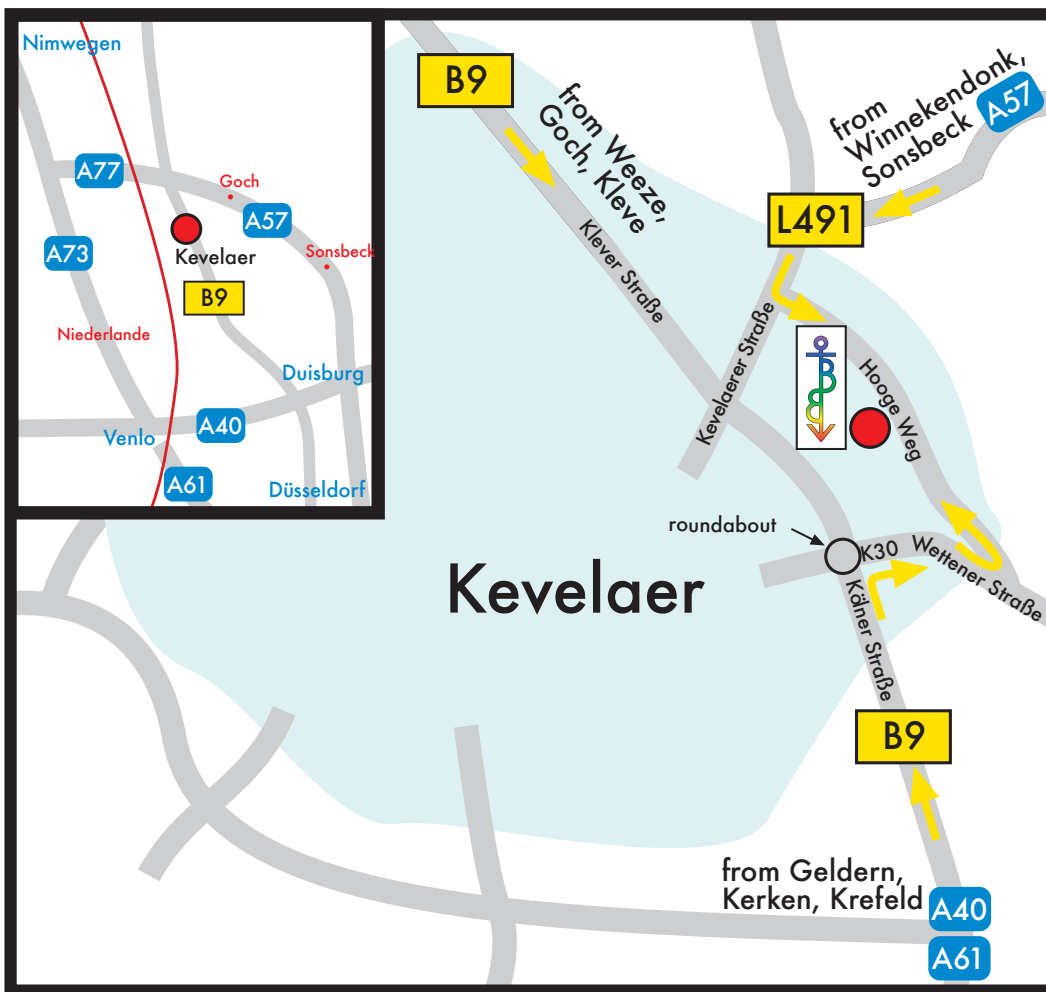 Nimwegen
A77
Goch
A57
A73
Kevelaer
Sonsbeck
B9
Niederlande
Duisburg
Venlo
A40
A61
Düsseldorf
B9
from Weeze,
Goch, Kleve
from
Winnekendonk,
Sonsbeck
A57
L491
Klever Straße
Kevelaerer Straße
Hooge Weg
roundabout
K30
Wettener Straße
Kevelaer
Kölner Straße
B9
from Geldern,
Kerken, Krefeld
A40
A61